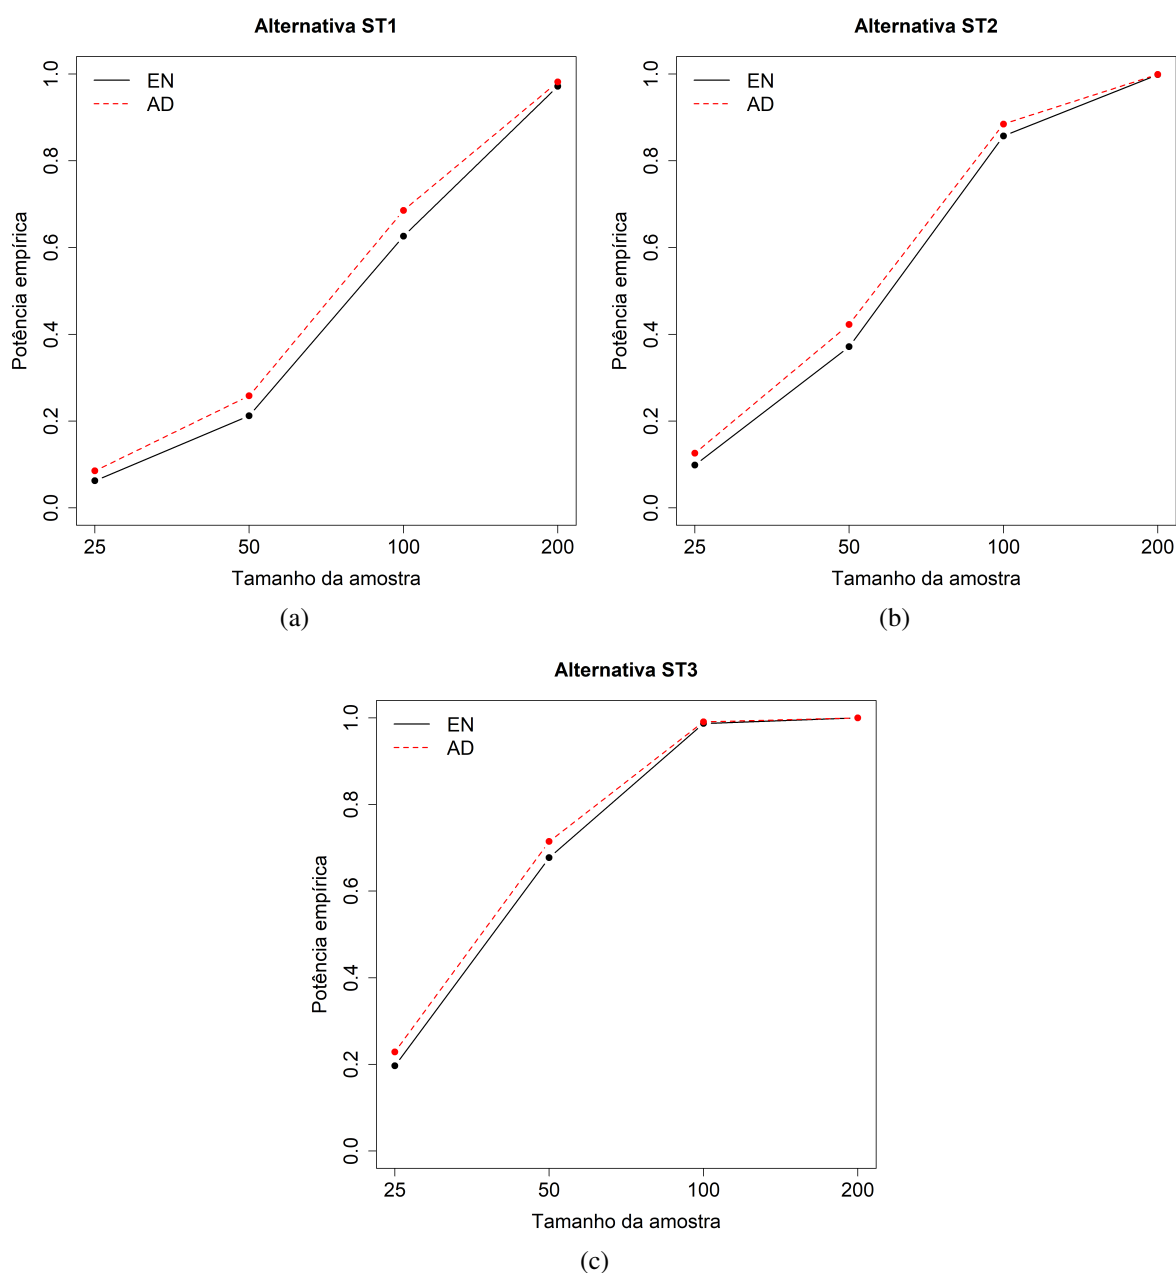 Alternativa ST1
EN
AD
1.0
0.8
0.6
0.4
0.2
0.0
Potência empírica
25 50 100 200
Tamanho da amostra
(a)
Alternativa ST2
EN
AD
1.0
0.8
0.6
0.4
0.2
0.0
Potência empírica
25 50 100 200
Tamanho da amostra
(b)
Alternativa ST3
EN
AD
1.0
0.8
0.6
0.4
0.2
0.0
Potência empírica
25 50 100 200
Tamanho da amostra
(c)